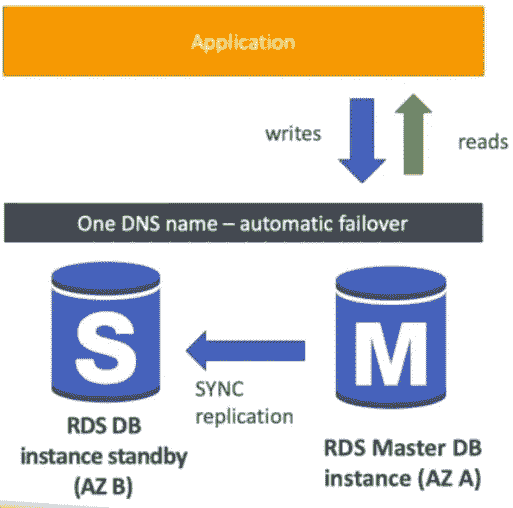 Application
writes
reads
One DNS name – automatic failover
S
M
SYNC
replication
RDS DB
instance standby
(AZ B)
RDS Master DB
instance (AZ A)